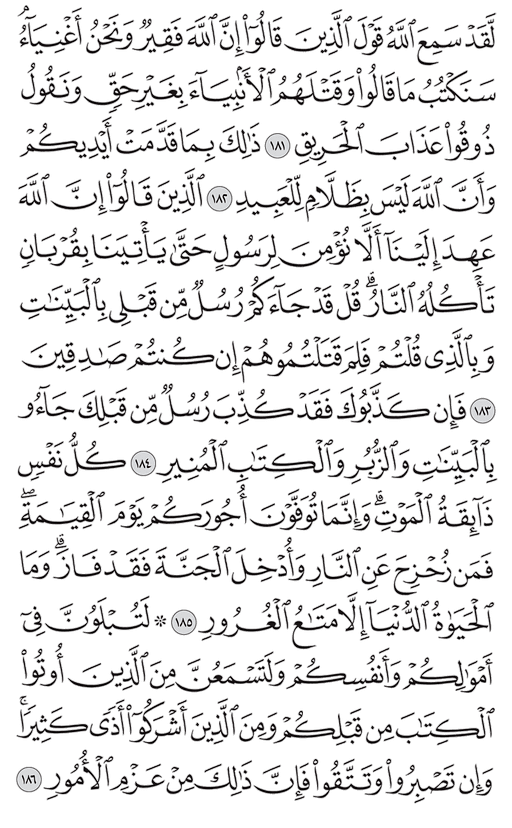 لَّقَدْ سَمِعَ ٱللَّهُ قَوْلَ ٱلَّذِينَ قَالُوٓا۟ إِنَّ ٱللَّهَ فَقِيرٌ وَنَحْنُ أَغْنِيَآءُ
سَنَكْتُبُ مَا قَالُوا۟ وَقَتْلَهُمُ ٱلْأَنۢبِيَآءَ بِغَيْرِ حَقٍّ وَنَقُولُ
ذُوقُوا۟ عَذَابَ ٱلْحَرِيقِ ١٨١ ذَٰلِكَ بِمَا قَدَّمَتْ أَيْدِيكُمْ
وَأَنَّ ٱللَّهَ لَيْسَ بِظَلَّامٍ لِّلْعَبِيدِ ١٨٢ ٱلَّذِينَ قَالُوٓا۟ إِنَّ ٱللَّهَ
عَهِدَ إِلَيْنَآ أَلَّا نُؤْمِنَ لِرَسُولٍ حَتَّىٰ يَأْتِيَنَا بِقُرْبَانٍ
تَأْكُلُهُ ٱلنَّارُ ۗ قُلْ قَدْ جَآءَكُمْ رُسُلٌ مِّن قَبْلِى بِٱلْبَيِّنَٰتِ
وَبِٱلَّذِى قُلْتُمْ فَلِمَ قَتَلْتُمُوهُمْ إِن كُنتُمْ صَٰدِقِينَ
١٨٣ فَإِن كَذَّبُوكَ فَقَدْ كُذِّبَ رُسُلٌ مِّن قَبْلِكَ جَآءُو
بِٱلْبَيِّنَٰتِ وَٱلزُّبُرِ وَٱلْكِتَٰبِ ٱلْمُنِيرِ ١٨٤ كُلُّ نَفْسٍ
ذَآئِقَةُ ٱلْمَوْتِ ۗ وَإِنَّمَا تُوَفَّوْنَ أُجُورَكُمْ يَوْمَ ٱلْقِيَٰمَةِ ۖ
فَمَن زُحْزِحَ عَنِ ٱلنَّارِ وَأُدْخِلَ ٱلْجَنَّةَ فَقَدْ فَازَ ۗ وَمَا
ٱلْحَيَوٰةُ ٱلدُّنْيَآ إِلَّا مَتَٰعُ ٱلْغُرُورِ ١٨٥ ۞ لَتُبْلَوُنَّ فِىٓ
أَمْوَٰلِكُمْ وَأَنفُسِكُمْ وَلَتَسْمَعُنَّ مِنَ ٱلَّذِينَ أُوتُوا۟
ٱلْكِتَٰبَ مِن قَبْلِكُمْ وَمِنَ ٱلَّذِينَ أَشْرَكُوٓا۟ أَذًى كَثِيرًا ۚ
وَإِن تَصْبِرُوا۟ وَتَتَّقُوا۟ فَإِنَّ ذَٰلِكَ مِنْ عَزْمِ ٱلْأُمُورِ ١٨٦